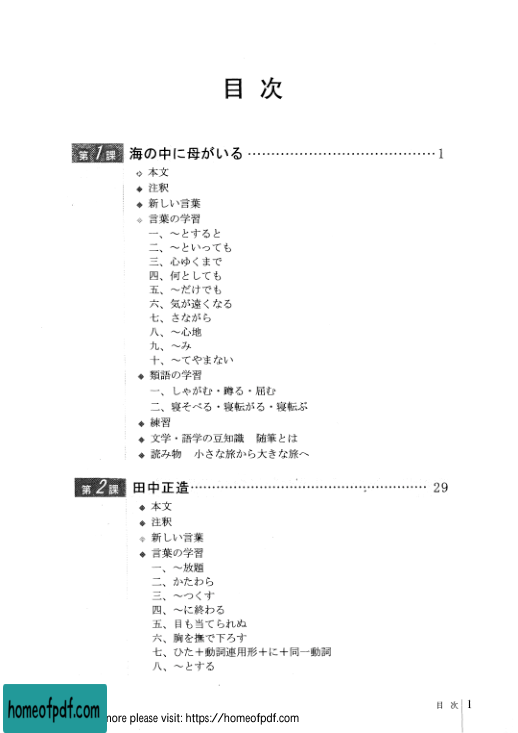 目 次
第1課 海の中に母がいる ……………………………………1
◇ 本文
◆ 注釈
◆ 新しい言葉
◈ 言葉の学習
一、～とすると
二、～といっても
三、心ゆくまで
四、何としても
五、～だけでも
六、気が遠くなる
七、さながら
八、～心地
九、～み
十、～てやまない
◆ 類語の学習
一、しゃがむ・蹲る・屈む
二、寝そべる・寝転がる・寝転ぶ
◆ 練習
◆ 文学・語学の豆知識 随筆とは
◆ 読み物 小さな旅から大きな旅へ
第2課 田中正造……………………………………………… 29
◆ 本文
◆ 注釈
◈ 新しい言葉
◆ 言葉の学習
一、～放題
二、かたわら
三、～つくす
四、～に終わる
五、目も当てられぬ
六、胸を撫で下ろす
七、ひた＋動詞連用形＋に＋同一動詞
八、～とする
目 次 1
homeofpdf.com
more please visit: https://homeofpdf.com